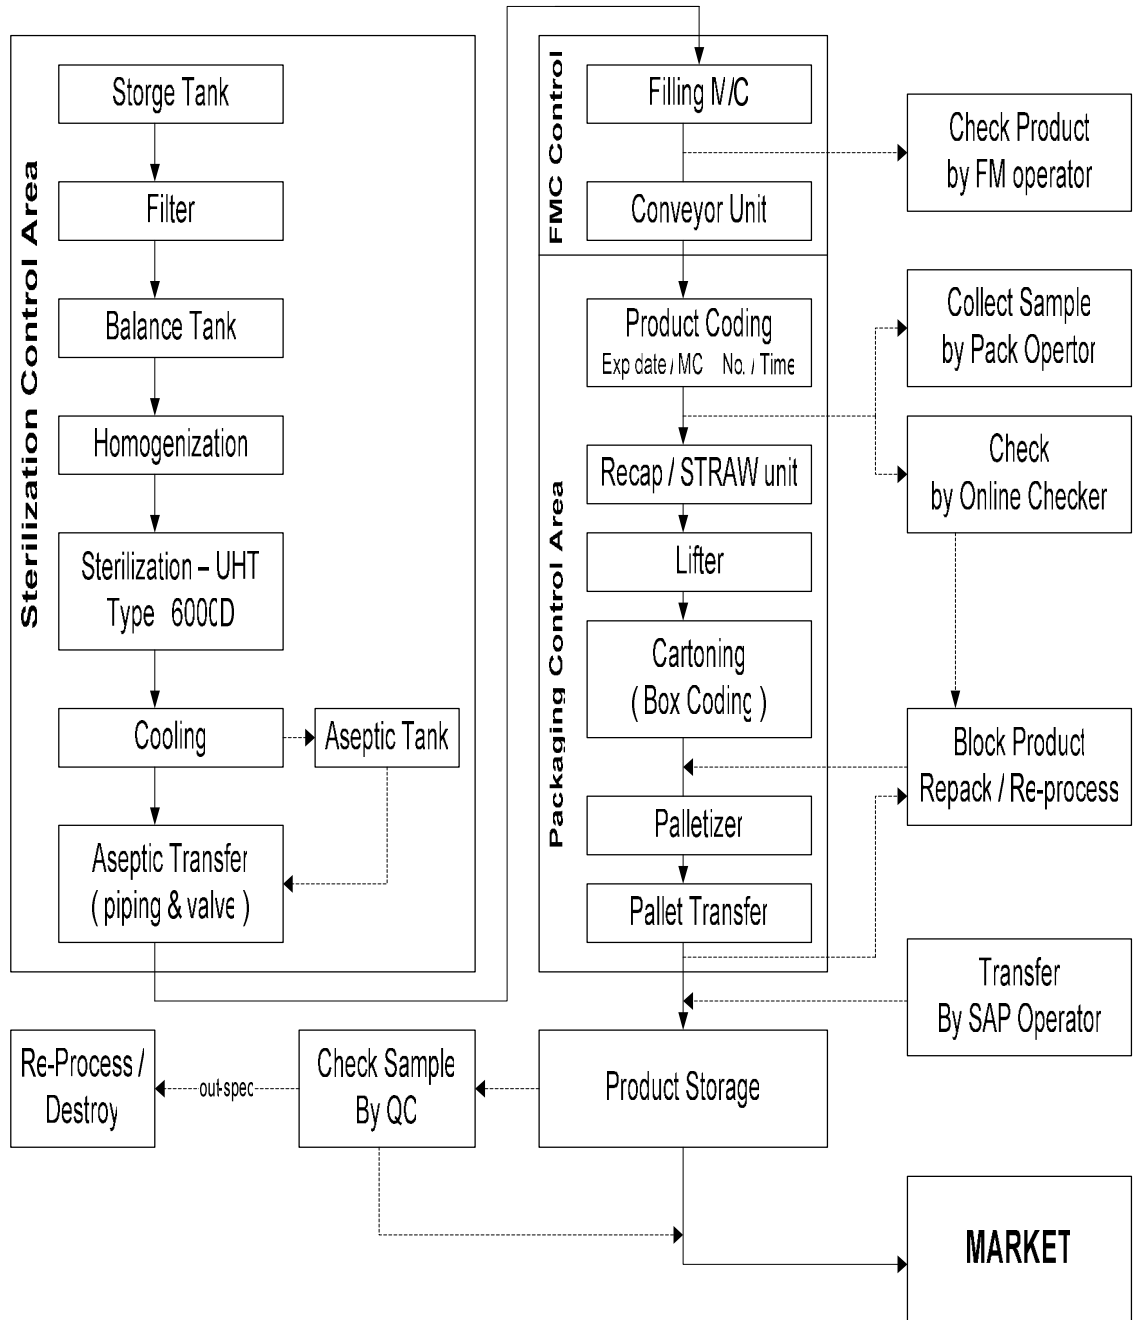 Sterilization Control Area
Storge Tank
Filter
Balance Tank
Homogenization
Sterilization – UHT
Type 6000D
Cooling
Aseptic Tank
Aseptic Transfer
( piping & valve )
FMC Control
Filling M/C
Conveyor Unit
Check Product
by FM operator
Packaging Control Area
Product Coding
Exp date / MC No. / Time
Collect Sample
by Pack Opertor
Recap / STRAW unit
Check
by Online Checker
Lifter
Cartoning
( Box Coding )
Block Product
Repack / Re-process
Palletizer
Pallet Transfer
Transfer
By SAP Operator
Re-Process /
Destroy
out-spec
Check Sample
By QC
Product Storage
MARKET